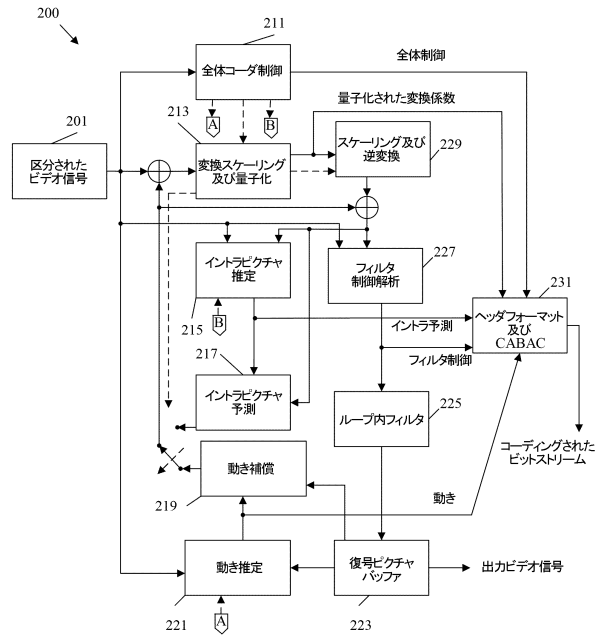 200
211
全体コーダ制御
全体制御
A
B
量子化された変換係数
201
区分された
ビデオ信号
213
変換スケーリング
及び量子化
スケーリング及び
逆変換
229
イントラピクチャ
推定
215
B
フィルタ
制御解析
227
231
ヘッダフォーマット
及び
CABAC
イントラ予測
フィルタ制御
217
イントラピクチャ
予測
ループ内フィルタ
225
コーディングされた
ビットストリーム
動き補償
219
動き
動き推定
221
A
復号ピクチャ
バッファ
223
出力ビデオ信号